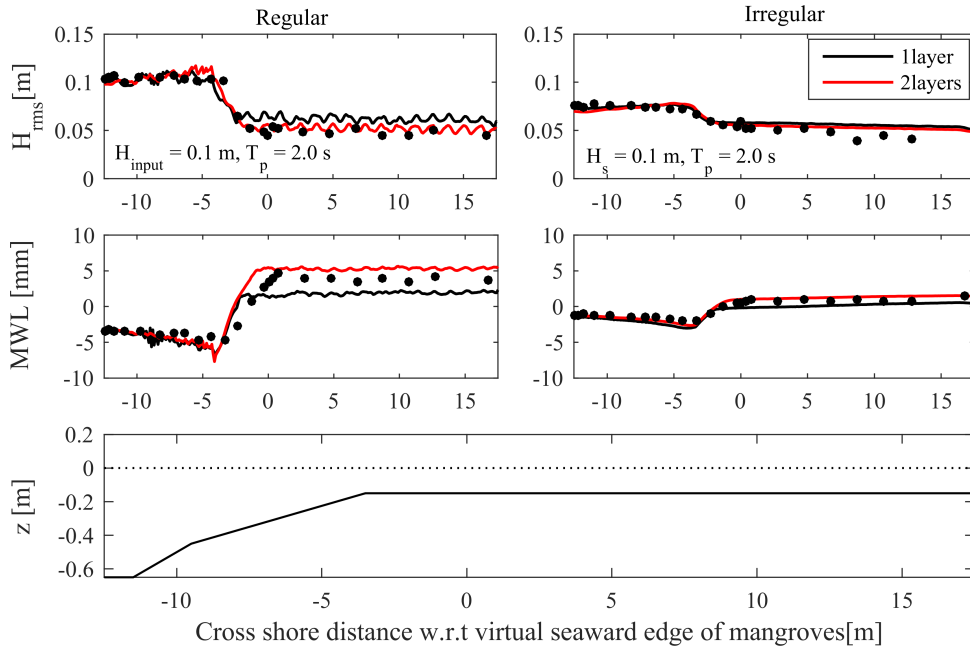 Regular
Irregular
0.15
0.1
0.05
0
H_rms[m]
H_input = 0.1 m, T_p = 2.0 s
-10 -5 0 5 10 15
0.15
0.1
0.05
0
1layer
2layers
H_s = 0.1 m, T_p = 2.0 s
-10 -5 0 5 10 15
10
5
0
-5
-10
MWL [mm]
-10 -5 0 5 10 15
10
5
0
-5
-10
-10 -5 0 5 10 15
0.2
0
-0.2
-0.4
-0.6
z [m]
-10 -5 0 5 10 15
Cross shore distance w.r.t virtual seaward edge of mangroves[m]